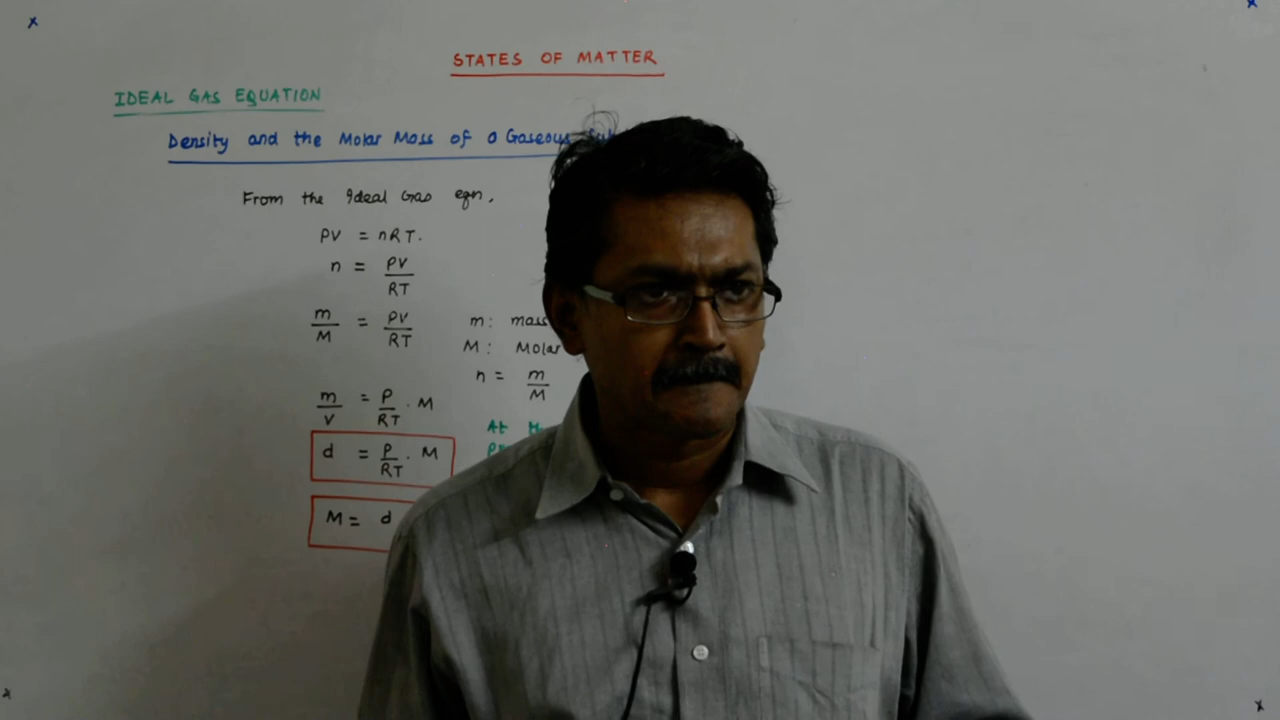 STATES OF MATTER
IDEAL GAS EQUATION
Density and the Molar Mass of a Gaseous
From the Ideal Gas eqn,
PV = nRT.
n = PV/RT
m/M = PV/RT
m: mass
M: Molar
n = m/M
m/V = P/RT . M
At
d = P/RT . M
M = d